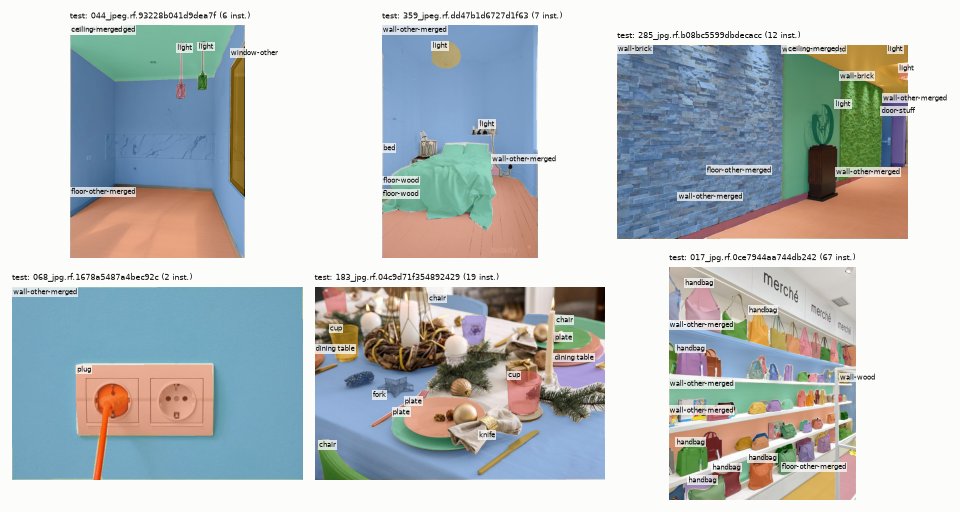 test: 044_jpeg.rf.93228b041d9dea7f (6 inst.)
ceiling-mergedged
light
light
window-other
floor-other-merged
test: 359_jpeg.rf.dd47b1d6727d1f63 (7 inst.)
wall-other-merged
light
light
bed
wall-other-merged
floor-wood
floor-wood
test: 285_jpg.rf.b08bc5599dbdecacc (12 inst.)
wall-brick
light
light
wall-brick
wall-other-merged
light
door-stuff
floor-other-merged
wall-other-merged
wall-other-merged
test: 068_jpg.rf.1678a5487a4bec92c (2 inst.)
wall-other-merged
plug
test: 183_jpg.rf.04c9d71f354892429 (19 inst.)
chair
cup
chair
plate
dining table
dining table
cup
fork
plate
plate
knife
chair
test: 017_jpg.rf.0ce7944aa744db242 (67 inst.)
merché
merché
merché
handbag
handbag
wall-other-merged
handbag
wall-wood
wall-other-merged
wall-other-merged
handbag
handbag
handbag
floor-other-merged
handbag